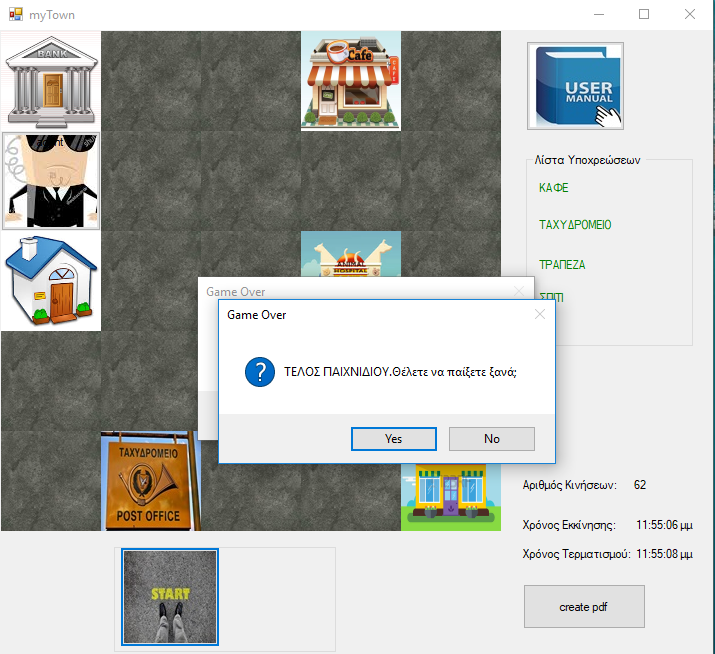 myTown
BANK
Cafe
CAFE
USER
MANUAL
Λίστα Υποχρεώσεων
ΚΑΦΕ
ΤΑΧΥΔΡΟΜΕΙΟ
ΤΡΑΠΕΖΑ
ΣΠΙΤΙ
ANIMAL
HOSPITAL
Game Over
Game Over
ΤΕΛΟΣ ΠΑΙΧΝΙΔΙΟΥ.Θέλετε να παίξετε ξανά;
Yes
No
ΤΑΧΥΔΡΟΜΕΙΟ
POST OFFICE
Αριθμός Κινήσεων: 62
Χρόνος Εκκίνησης: 11:55:06 μμ
Χρόνος Τερματισμού: 11:55:08 μμ
START
create pdf